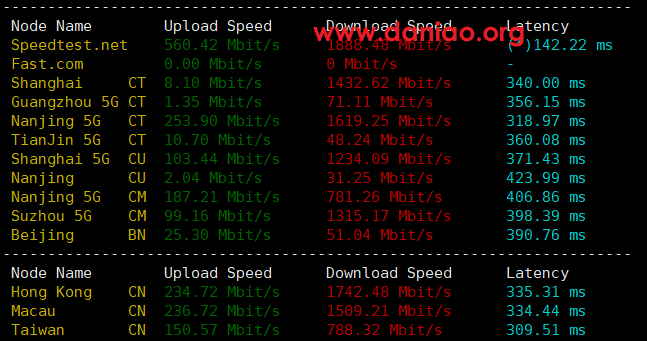 --------------------------------------------------------------------
Node Name Upload Speed Download Speed Latency
www.daniao.org
Speedtest.net 560.42 Mbit/s 1888.48 Mbit/s (*)142.22 ms
Fast.com 0.00 Mbit/s 0 Mbit/s -
Shanghai CT 8.10 Mbit/s 1432.62 Mbit/s 340.00 ms
Guangzhou 5G CT 1.35 Mbit/s 71.11 Mbit/s 356.15 ms
Nanjing 5G CT 253.90 Mbit/s 1619.25 Mbit/s 318.97 ms
TianJin 5G CT 10.70 Mbit/s 48.24 Mbit/s 360.08 ms
Shanghai 5G CU 103.44 Mbit/s 1234.09 Mbit/s 371.43 ms
Nanjing CU 2.04 Mbit/s 31.25 Mbit/s 423.99 ms
Nanjing 5G CM 187.21 Mbit/s 781.26 Mbit/s 406.86 ms
Suzhou 5G CM 99.16 Mbit/s 1315.17 Mbit/s 398.39 ms
Beijing BN 25.30 Mbit/s 51.04 Mbit/s 390.76 ms
--------------------------------------------------------------------
Node Name Upload Speed Download Speed Latency
Hong Kong CN 234.72 Mbit/s 1742.48 Mbit/s 335.31 ms
Macau CN 236.72 Mbit/s 1509.21 Mbit/s 334.44 ms
Taiwan CN 150.57 Mbit/s 788.32 Mbit/s 309.51 ms